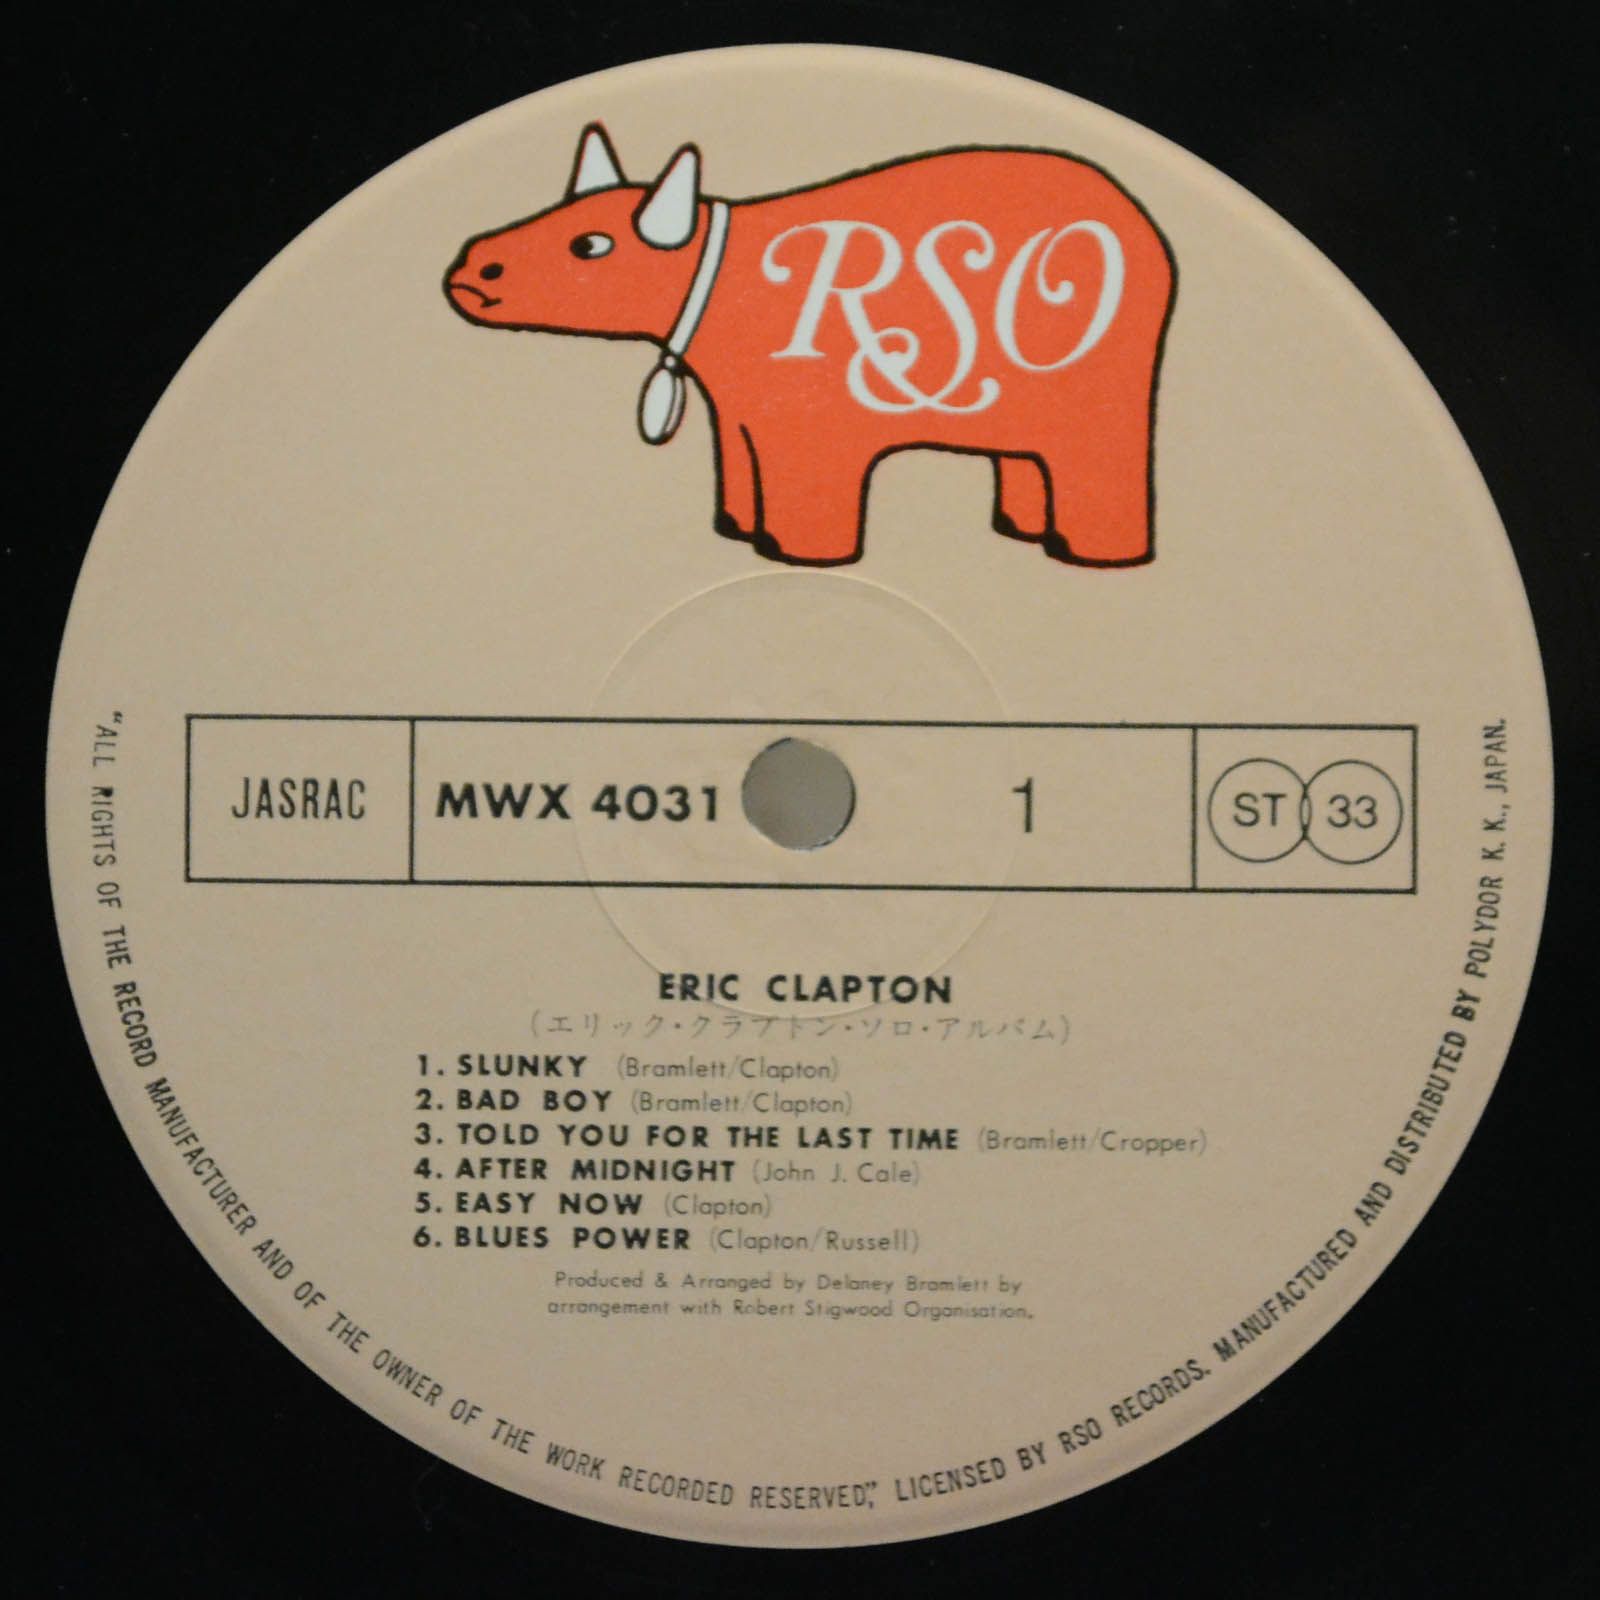 RSO
JASRAC
MWX 4031
1
ST
33
ERIC CLAPTON
(エリック・クラプトン・ソロ・アルバム)
1. SLUNKY (Bramlett/Clapton)
2. BAD BOY (Bramlett/Clapton)
3. TOLD YOU FOR THE LAST TIME (Bramlett/Cropper)
4. AFTER MIDNIGHT (John J. Cale)
5. EASY NOW (Clapton)
6. BLUES POWER (Clapton/Russell)
Produced & Arranged by Delaney Bramlett by
arrangement with Robert Stigwood Organisation.
"ALL RIGHTS OF THE RECORD MANUFACTURER AND OF THE OWNER OF THE WORK RECORDED RESERVED", LICENSED BY RSO RECORDS. MANUFACTURED AND DISTRIBUTED BY POLYDOR K. K., JAPAN.